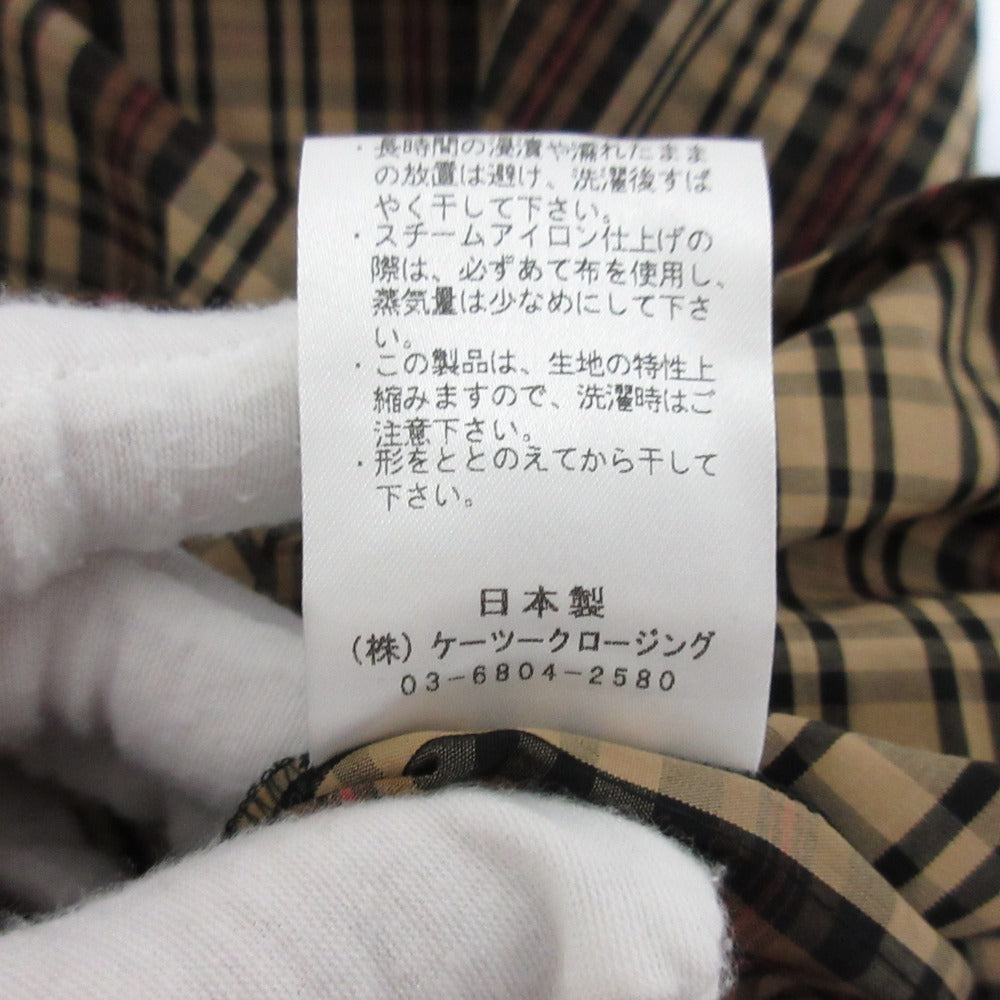 ・長時間の浸漬や濡れたまま
の放置は避け、洗濯後すば
やく干して下さい。
・スチームアイロン仕上げの
際は、必ずあて布を使用し、
蒸気量は少なめにして下さ
い。
・この製品は、生地の特性上
縮みますので、洗濯時はご
注意下さい。
・形をととのえてから干して
下さい。
日本製
(株)ケーツークロージング
03-6804-2580